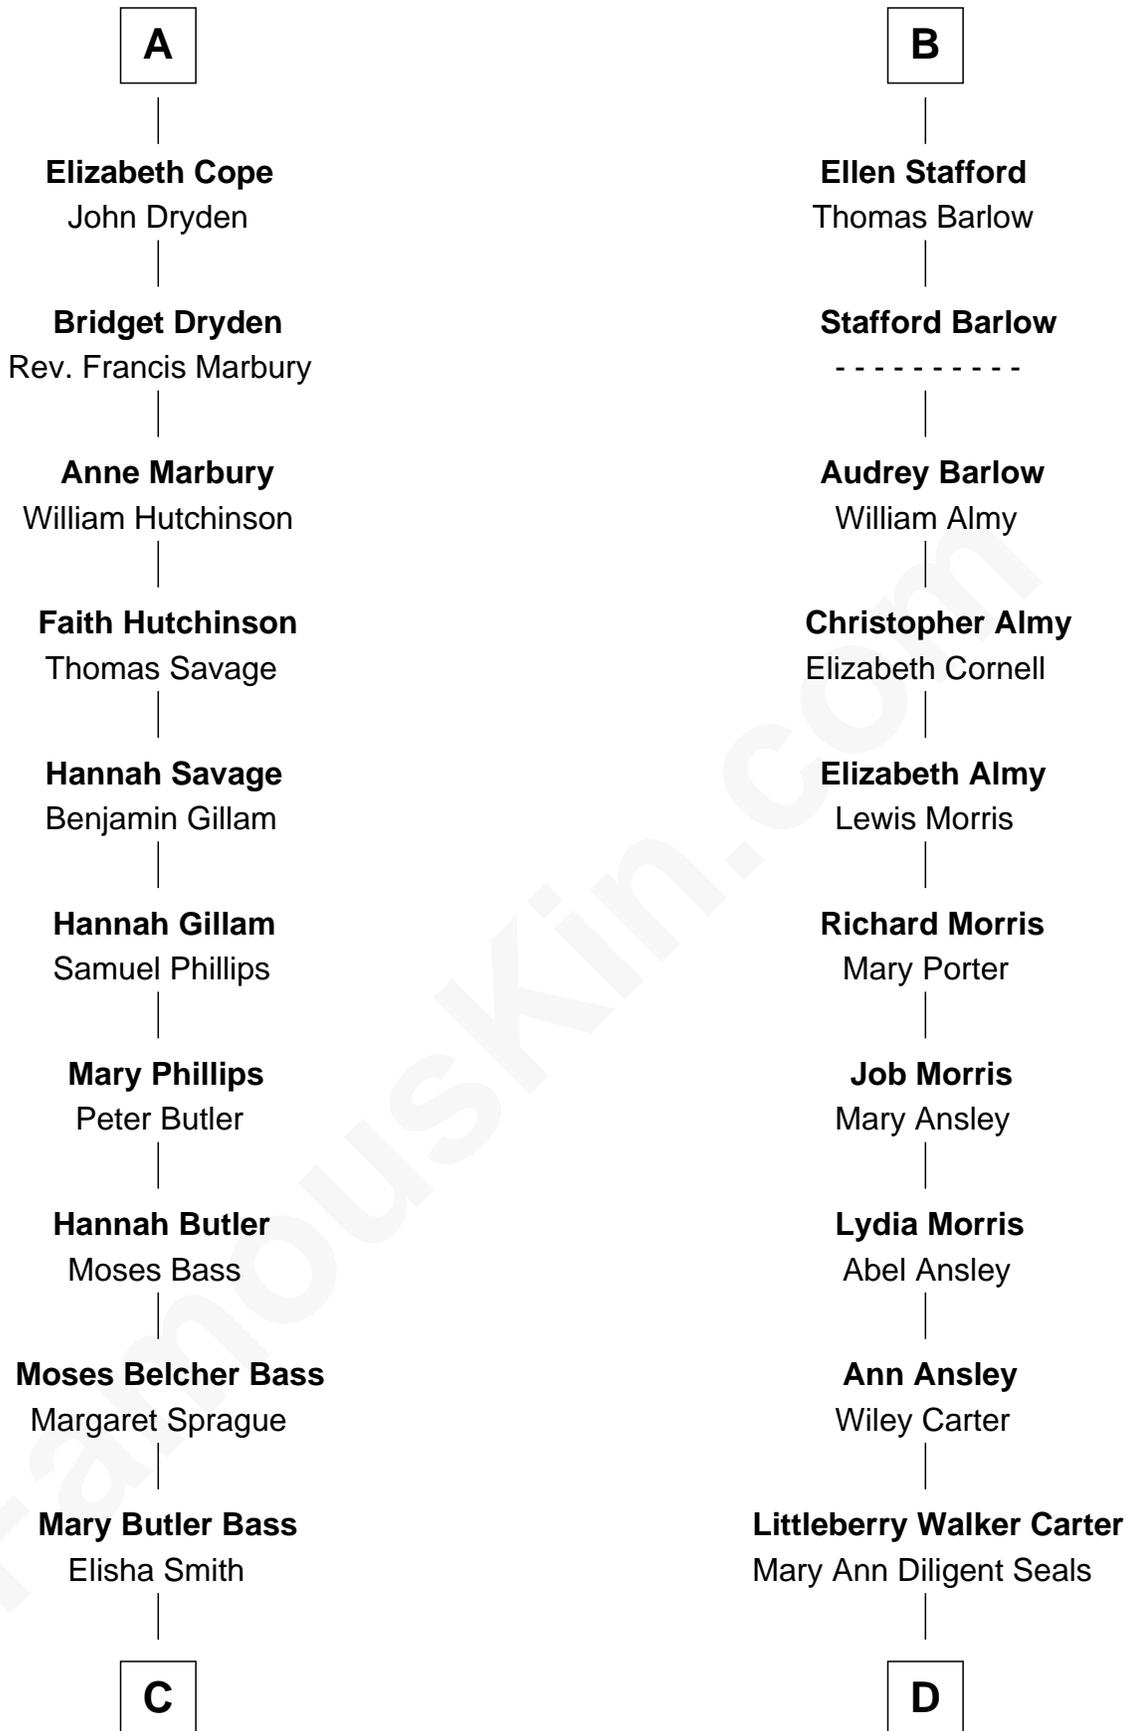 A
Elizabeth Cope
John Dryden
Bridget Dryden
Rev. Francis Marbury
Anne Marbury
William Hutchinson
Faith Hutchinson
Thomas Savage
Hannah Savage
Benjamin Gillam
Hannah Gillam
Samuel Phillips
Mary Phillips
Peter Butler
Hannah Butler
Moses Bass
Moses Belcher Bass
Margaret Sprague
Mary Butler Bass
Elisha Smith
C
B
Ellen Stafford
Thomas Barlow
Stafford Barlow
- - - - - - - - - -
Audrey Barlow
William Almy
Christopher Almy
Elizabeth Cornell
Elizabeth Almy
Lewis Morris
Richard Morris
Mary Porter
Job Morris
Mary Ansley
Lydia Morris
Abel Ansley
Ann Ansley
Wiley Carter
Littleberry Walker Carter
Mary Ann Diligent Seals
D
FamousKin.com